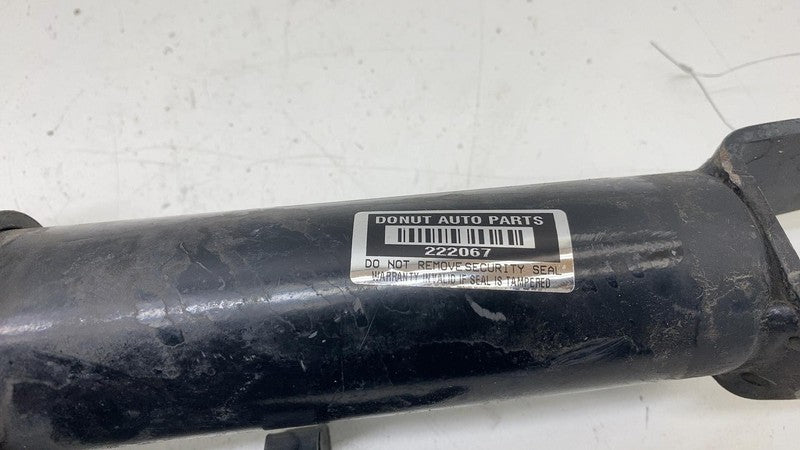 DONUT AUTO PARTS
222067
DO NOT REMOVE SECURITY SEAL
WARRANTY INVALID IF SEAL IS TAMPERED